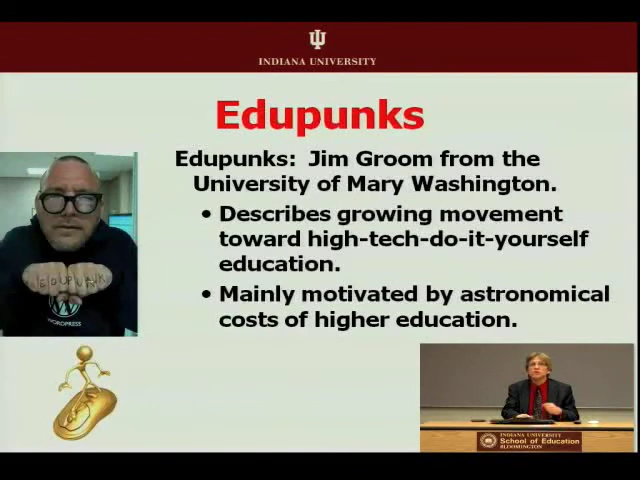 INDIANA UNIVERSITY
Edupunks
Edupunks: Jim Groom from the
University of Mary Washington.
• Describes growing movement
toward high-tech-do-it-yourself
education.
• Mainly motivated by astronomical
costs of higher education.
EDUPUNK
WORDPRESS
INDIANA UNIVERSITY
School of Education
BLOOMINGTON